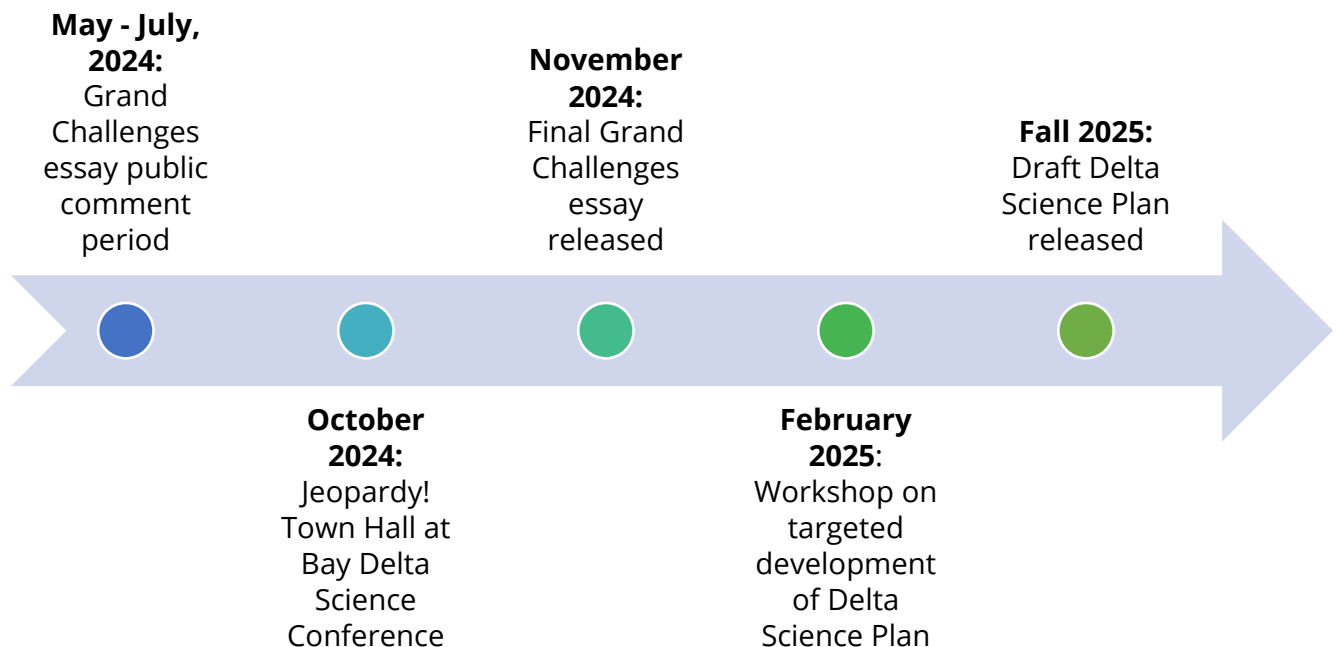 May - July,
2024:
Grand
Challenges
essay public
comment
period
October
2024:
Jeopardy!
Town Hall at
Bay Delta
Science
Conference
November
2024:
Final Grand
Challenges
essay
released
February
2025:
Workshop on
targeted
development
of Delta
Science Plan
Fall 2025:
Draft Delta
Science Plan
released